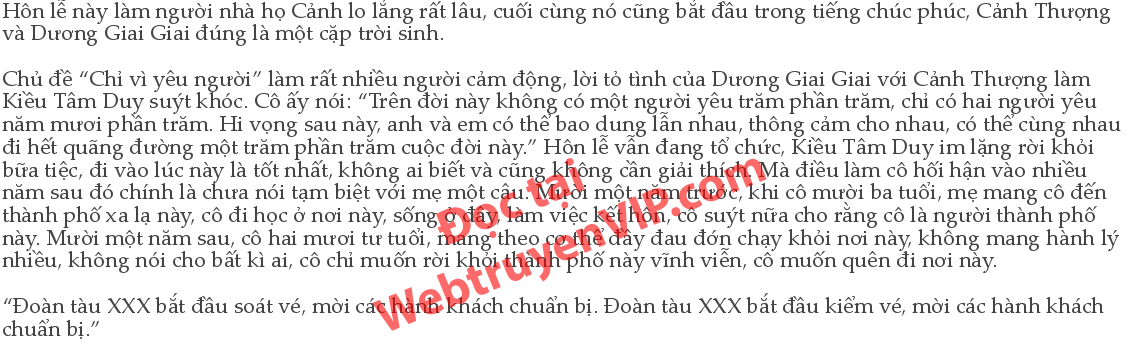 Hôn lễ này làm người nhà họ Cảnh lo lắng rất lâu, cuối cùng nó cũng bắt đầu trong tiếng chúc phúc, Cảnh Thượng
và Dương Giai Giai đúng là một cặp trời sinh.
Chủ đề “Chỉ vì yêu người” làm rất nhiều người cảm động, lời tỏ tình của Dương Giai Giai với Cảnh Thượng làm
Kiều Tâm Duy suýt khóc. Cô ấy nói: “Trên đời này không có một người yêu trăm phần trăm, chỉ có hai người yêu
năm mươi phần trăm. Hi vọng sau này, anh và em có thể bao dung lẫn nhau, thông cảm cho nhau, có thể cùng nhau
đi hết quãng đường một trăm phần trăm cuộc đời này.” Hôn lễ vẫn đang tổ chức, Kiều Tâm Duy im lặng rời khỏi
bữa tiệc, đi vào lúc này là tốt nhất, không ai biết và cũng không cần giải thích. Mà điều làm cô hối hận vào nhiều
năm sau đó chính là chưa nói tạm biệt với mẹ một câu. Mười một năm trước, khi cô mười ba tuổi, mẹ mang cô đến
thành phố xa lạ này, cô đi học ở nơi này, sống ở đây, làm việc kết hôn, cô suýt nữa cho rằng cô là người thành phố
này. Mười một năm sau, cô hai mươi tư tuổi, mang theo cơ thể đầy đau đớn chạy khỏi nơi này, không mang hành lý
nhiều, không nói cho bất kì ai, cô chỉ muốn rời khỏi thành phố này vĩnh viễn, cô muốn quên đi nơi này.
“Đoàn tàu XXX bắt đầu soát vé, mời các hành khách chuẩn bị. Đoàn tàu XXX bắt đầu kiểm vé, mời các hành khách
chuẩn bị.”
Đọc tại
WebtruyenVIP.com